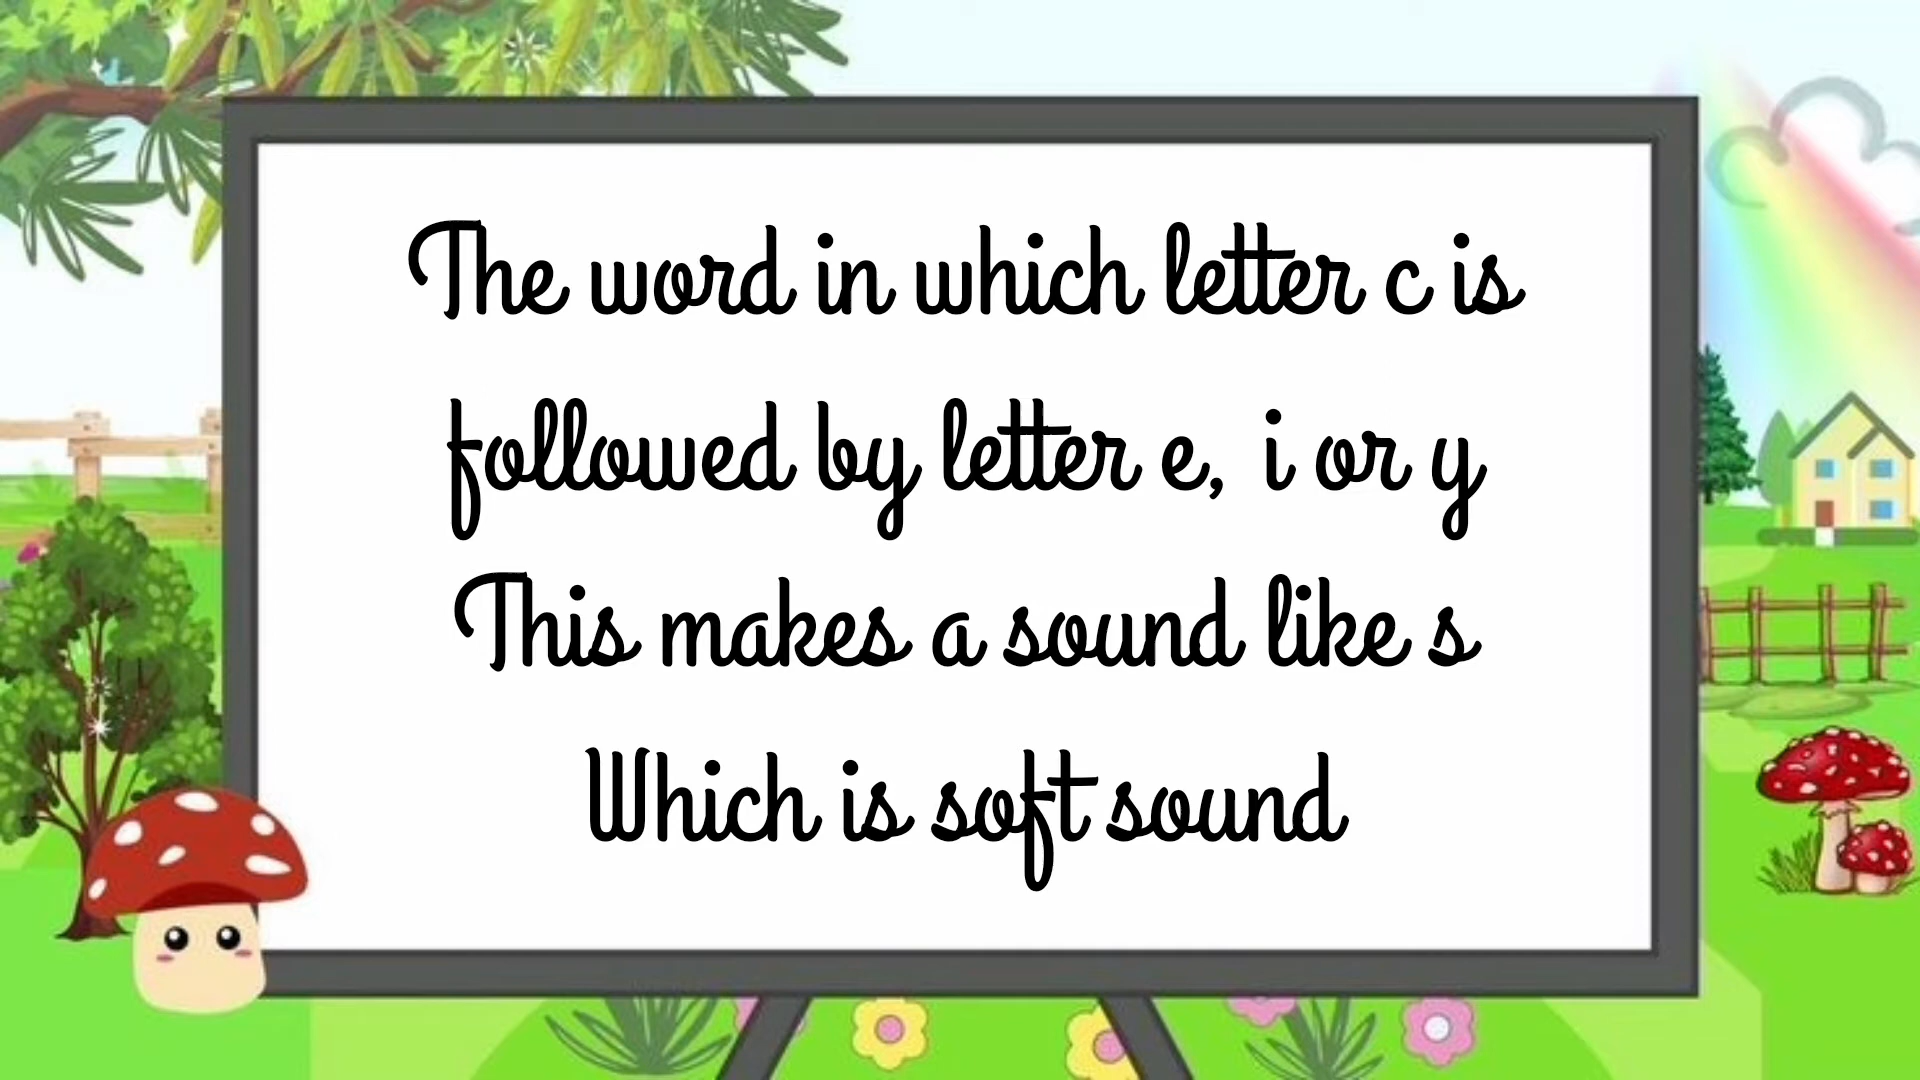 The word in which letter c is
followed by letter e, i or y
This makes a sound like s
Which is soft sound